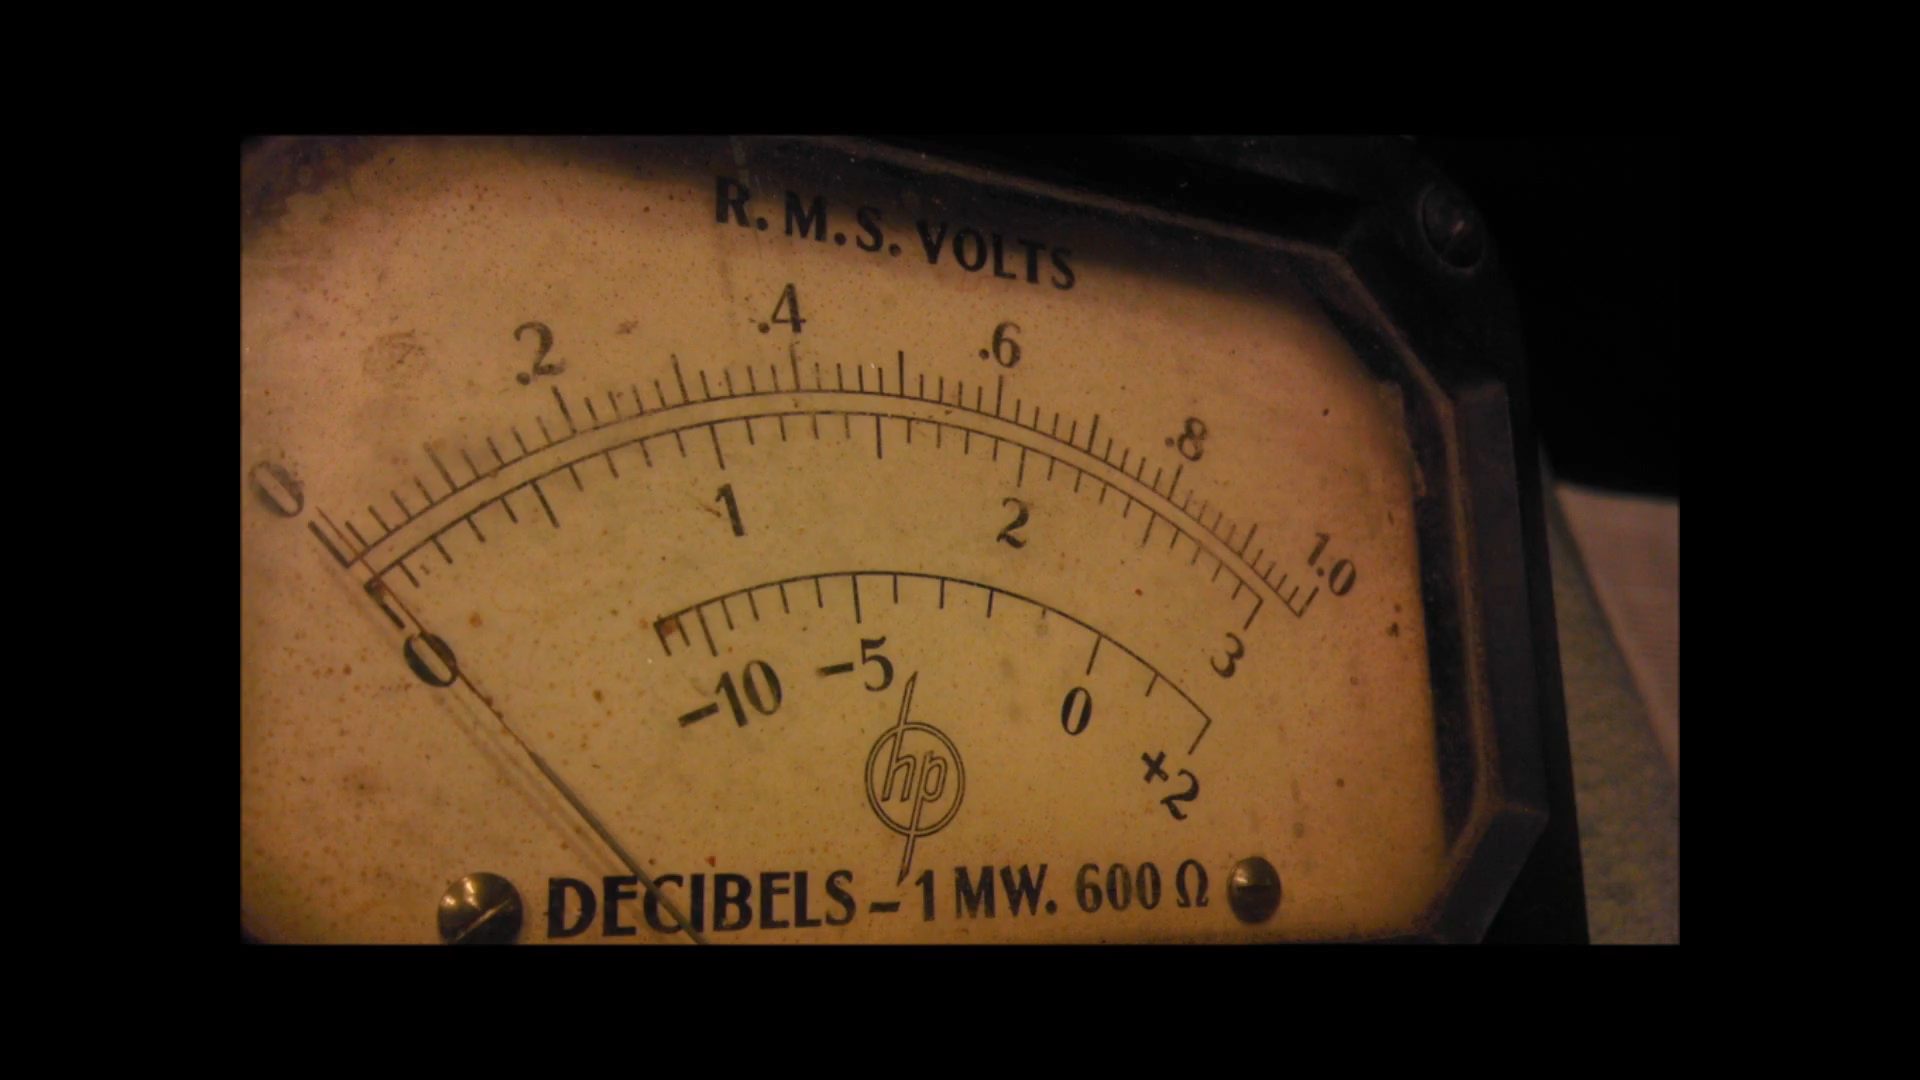 R.M.S. VOLTS
0 .2 .4 .6 .8 1.0
0 1 2 3
-10 -5 0 +2
hp
DECIBELS - 1 MW. 600 Ω